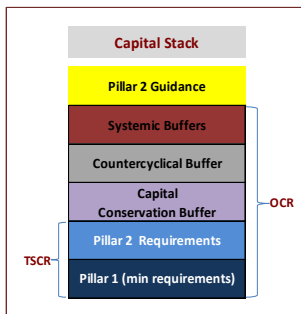 Capital Stack
Pillar 2 Guidance
Systemic Buffers
Countercyclical Buffer
Capital
Conservation Buffer
OCR
Pillar 2  Requirements
TSCR
Pillar 1 (min requirements)